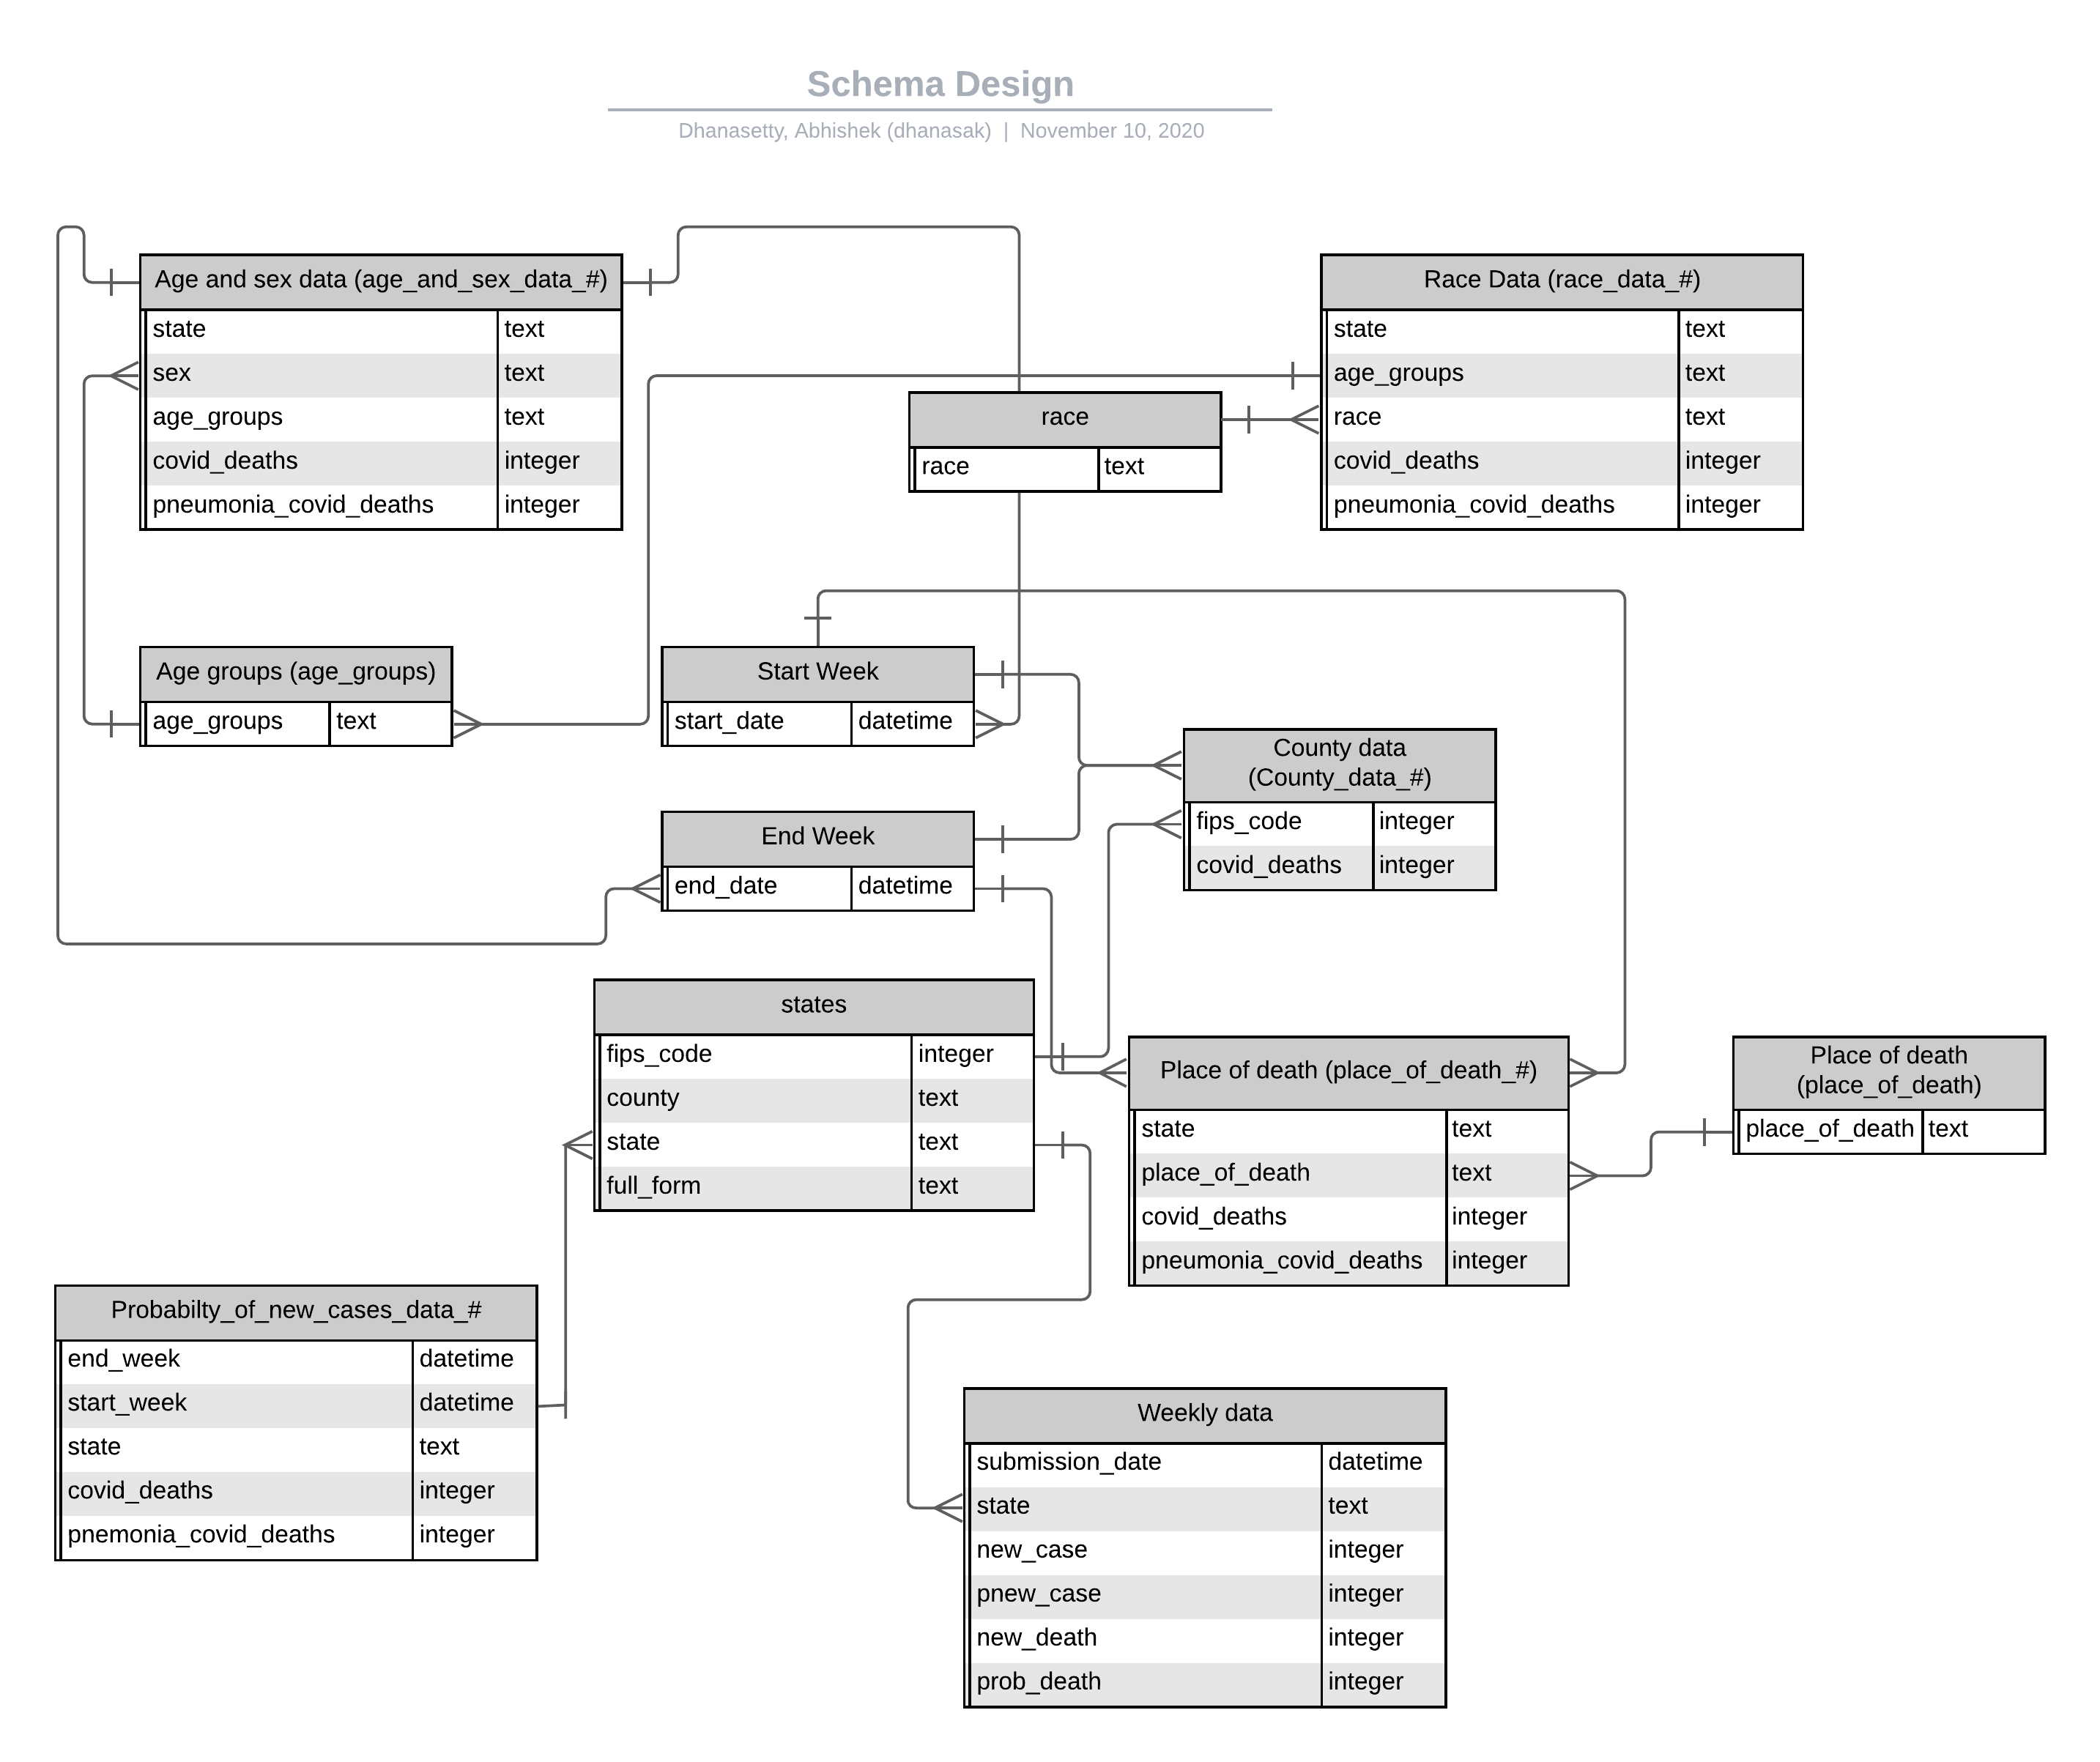 Schema Design
Dhanasetty, Abhishek (dhanasak) | November 10, 2020
Age and sex data (age_and_sex_data_#)
state text
sex text
age_groups text
covid_deaths integer
pneumonia_covid_deaths integer
race
race text
Race Data (race_data_#)
state text
age_groups text
race text
covid_deaths integer
pneumonia_covid_deaths integer
Age groups (age_groups)
age_groups text
Start Week
start_date datetime
County data
(County_data_#)
fips_code integer
covid_deaths integer
End Week
end_date datetime
states
fips_code integer
county text
state text
full_form text
Place of death (place_of_death_#)
state text
place_of_death text
covid_deaths integer
pneumonia_covid_deaths integer
Place of death
(place_of_death)
place_of_death text
Probabilty_of_new_cases_data_#
end_week datetime
start_week datetime
state text
covid_deaths integer
pnemonia_covid_deaths integer
Weekly data
submission_date datetime
state text
new_case integer
pnew_case integer
new_death integer
prob_death integer